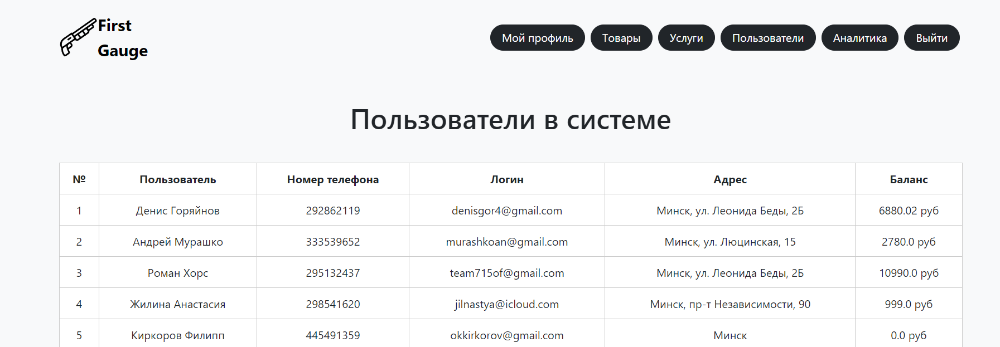 First
Gauge
Мой профиль Товары Услуги Пользователи Аналитика Выйти
Пользователи в системе
№ Пользователь Номер телефона Логин Адрес Баланс
1 Денис Горяйнов 292862119 denisgor4@gmail.com Минск, ул. Леонида Беды, 2Б 6880.02 руб
2 Андрей Мурашко 333539652 murashkoan@gmail.com Минск, ул. Люцинская, 15 2780.0 руб
3 Роман Хорс 295132437 team715of@gmail.com Минск, ул. Леонида Беды, 2Б 10990.0 руб
4 Жилина Анастасия 298541620 jilnastya@icloud.com Минск, пр-т Независимости, 90 999.0 руб
5 Киркоров Филипп 445491359 okkirkorov@gmail.com Минск 0.0 руб